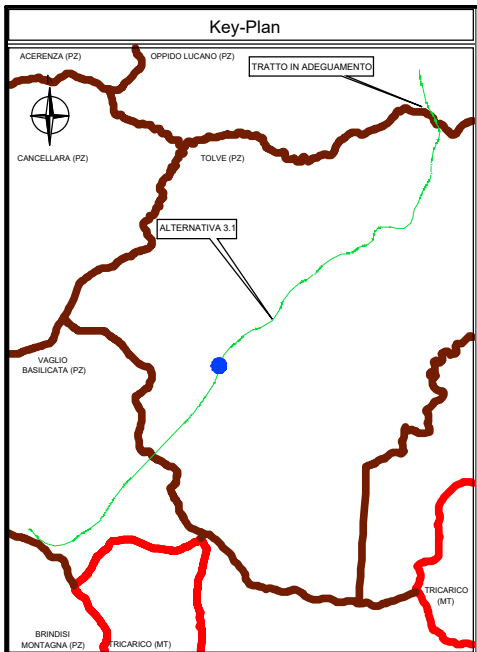 Key-Plan
ACERENZA (PZ)
OPPIDO LUCANO (PZ)
TRATTO IN ADEGUAMENTO
CANCELLARA (PZ)
TOLVE (PZ)
ALTERNATIVA 3.1
VAGLIO
BASILICATA (PZ)
TRICARICO
(MT)
BRINDISI
MONTAGNA (PZ)
TRICARICO (MT)